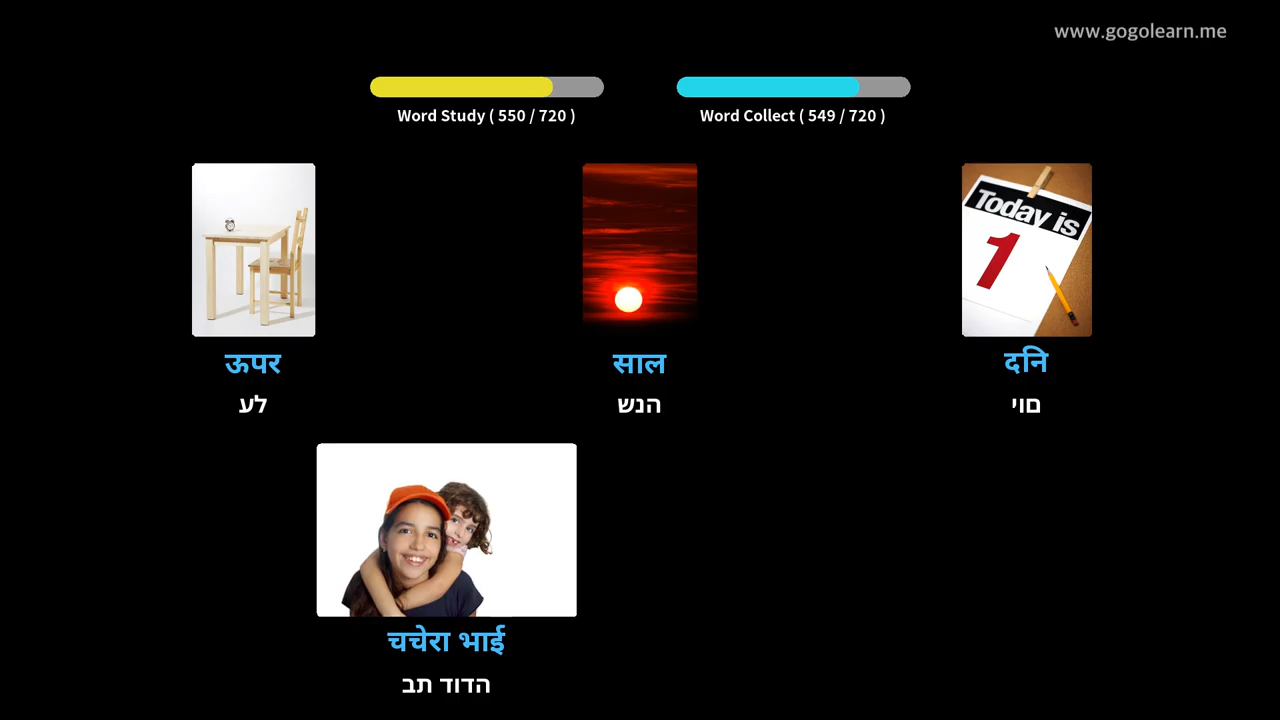 www.gogolearn.me
Word Study ( 550 / 720 )
Word Collect ( 549 / 720 )
Today is
1
ऊपर
साल
दनि
לע
הנש
םוי
चचेरा भाई
הדוד תב